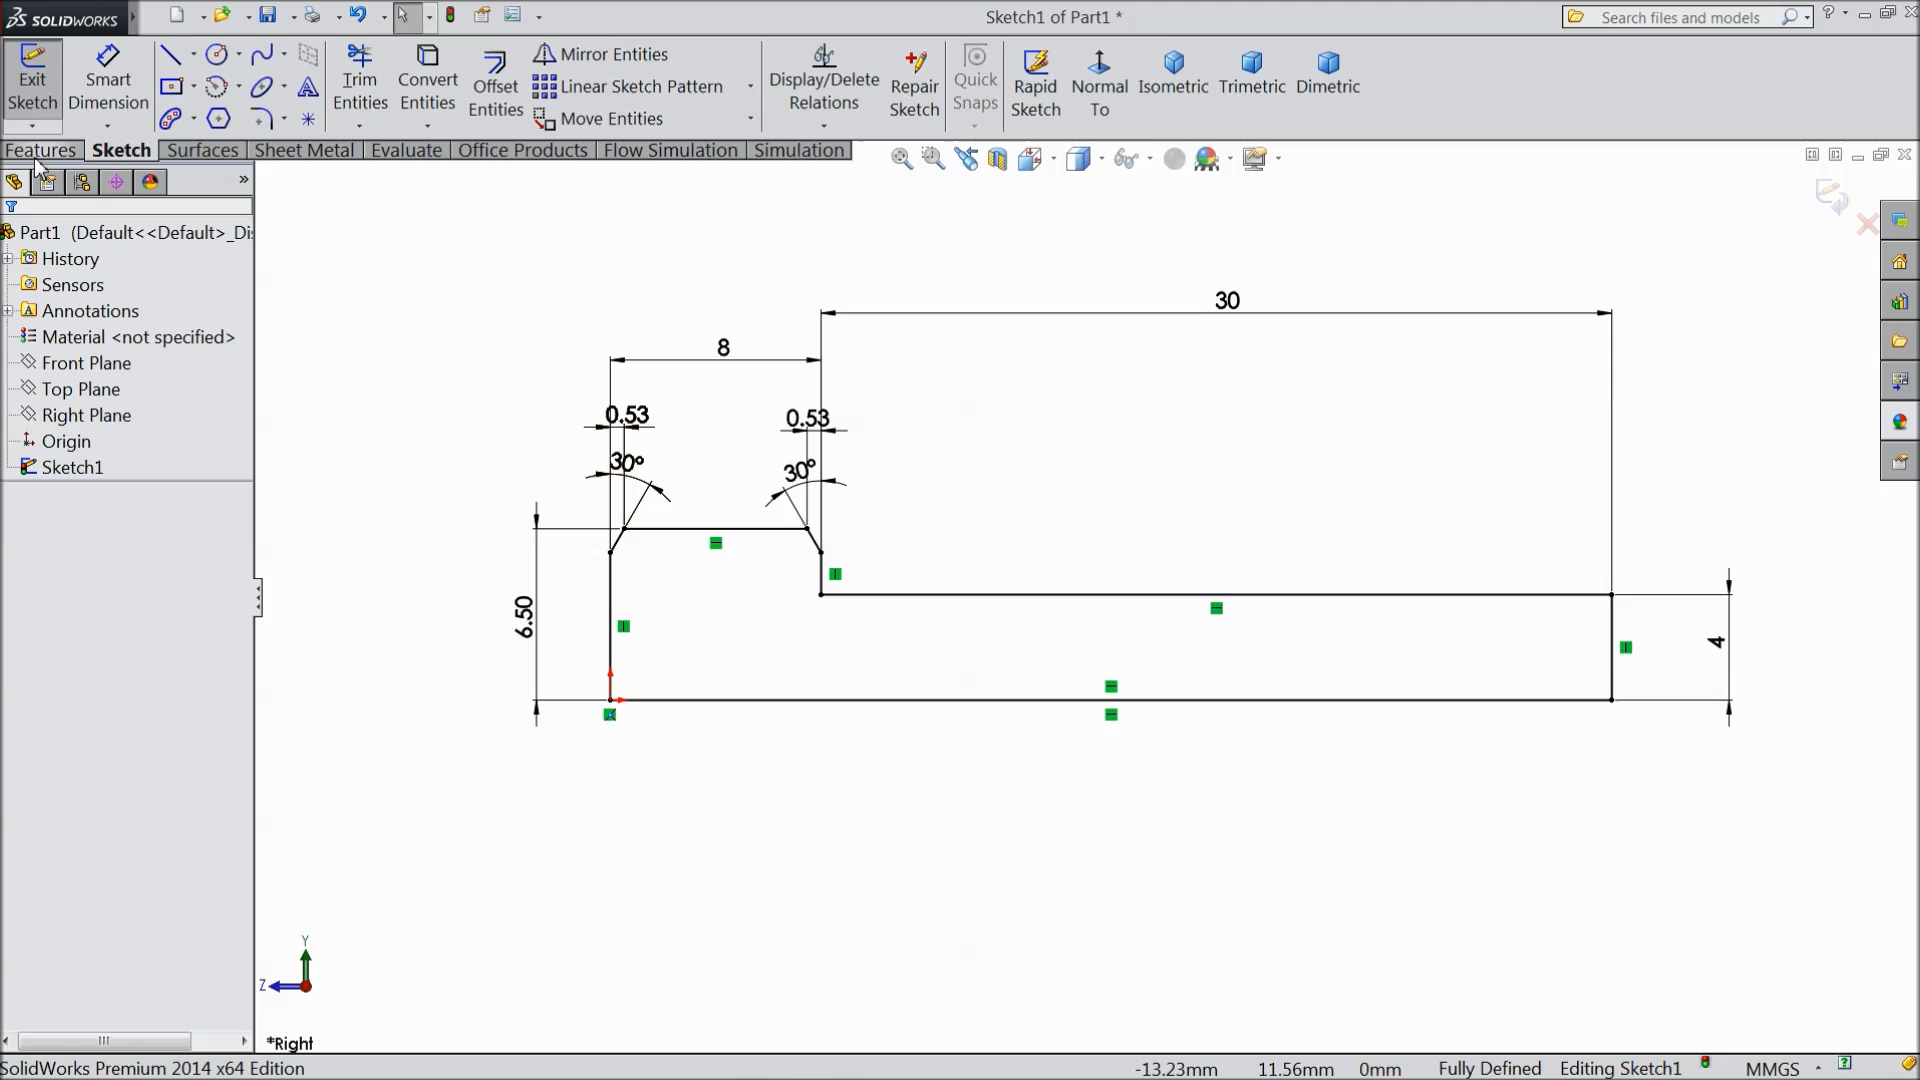 SOLIDWORKS
Sketch1 of Part1 *
Search files and models
Exit Sketch
Smart Dimension
Trim Entities
Convert Entities
Offset Entities
Mirror Entities
Linear Sketch Pattern
Move Entities
Display/Delete Relations
Repair Sketch
Quick Snaps
Rapid Sketch
Normal To
Isometric
Trimetric
Dimetric
Features
Sketch
Surfaces
Sheet Metal
Evaluate
Office Products
Flow Simulation
Simulation
Part1 (Default<<Default>_Di
History
Sensors
Annotations
Material <not specified>
Front Plane
Top Plane
Right Plane
Origin
Sketch1
30
8
0.53
0.53
30°
30°
6.50
4
Y
Z
*Right
SolidWorks Premium 2014 x64 Edition
-13.23mm
11.56mm
0mm
Fully Defined
Editing Sketch1
MMGS